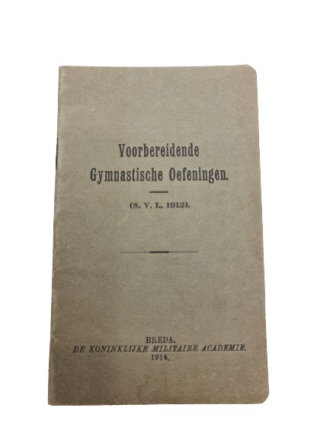 Voorbereidende
Gymnastische Oefeningen.
(S. V. I., 1912).
BREDA.
DE KONINKLIJKE MILITAIRE ACADEMIE.
1914.